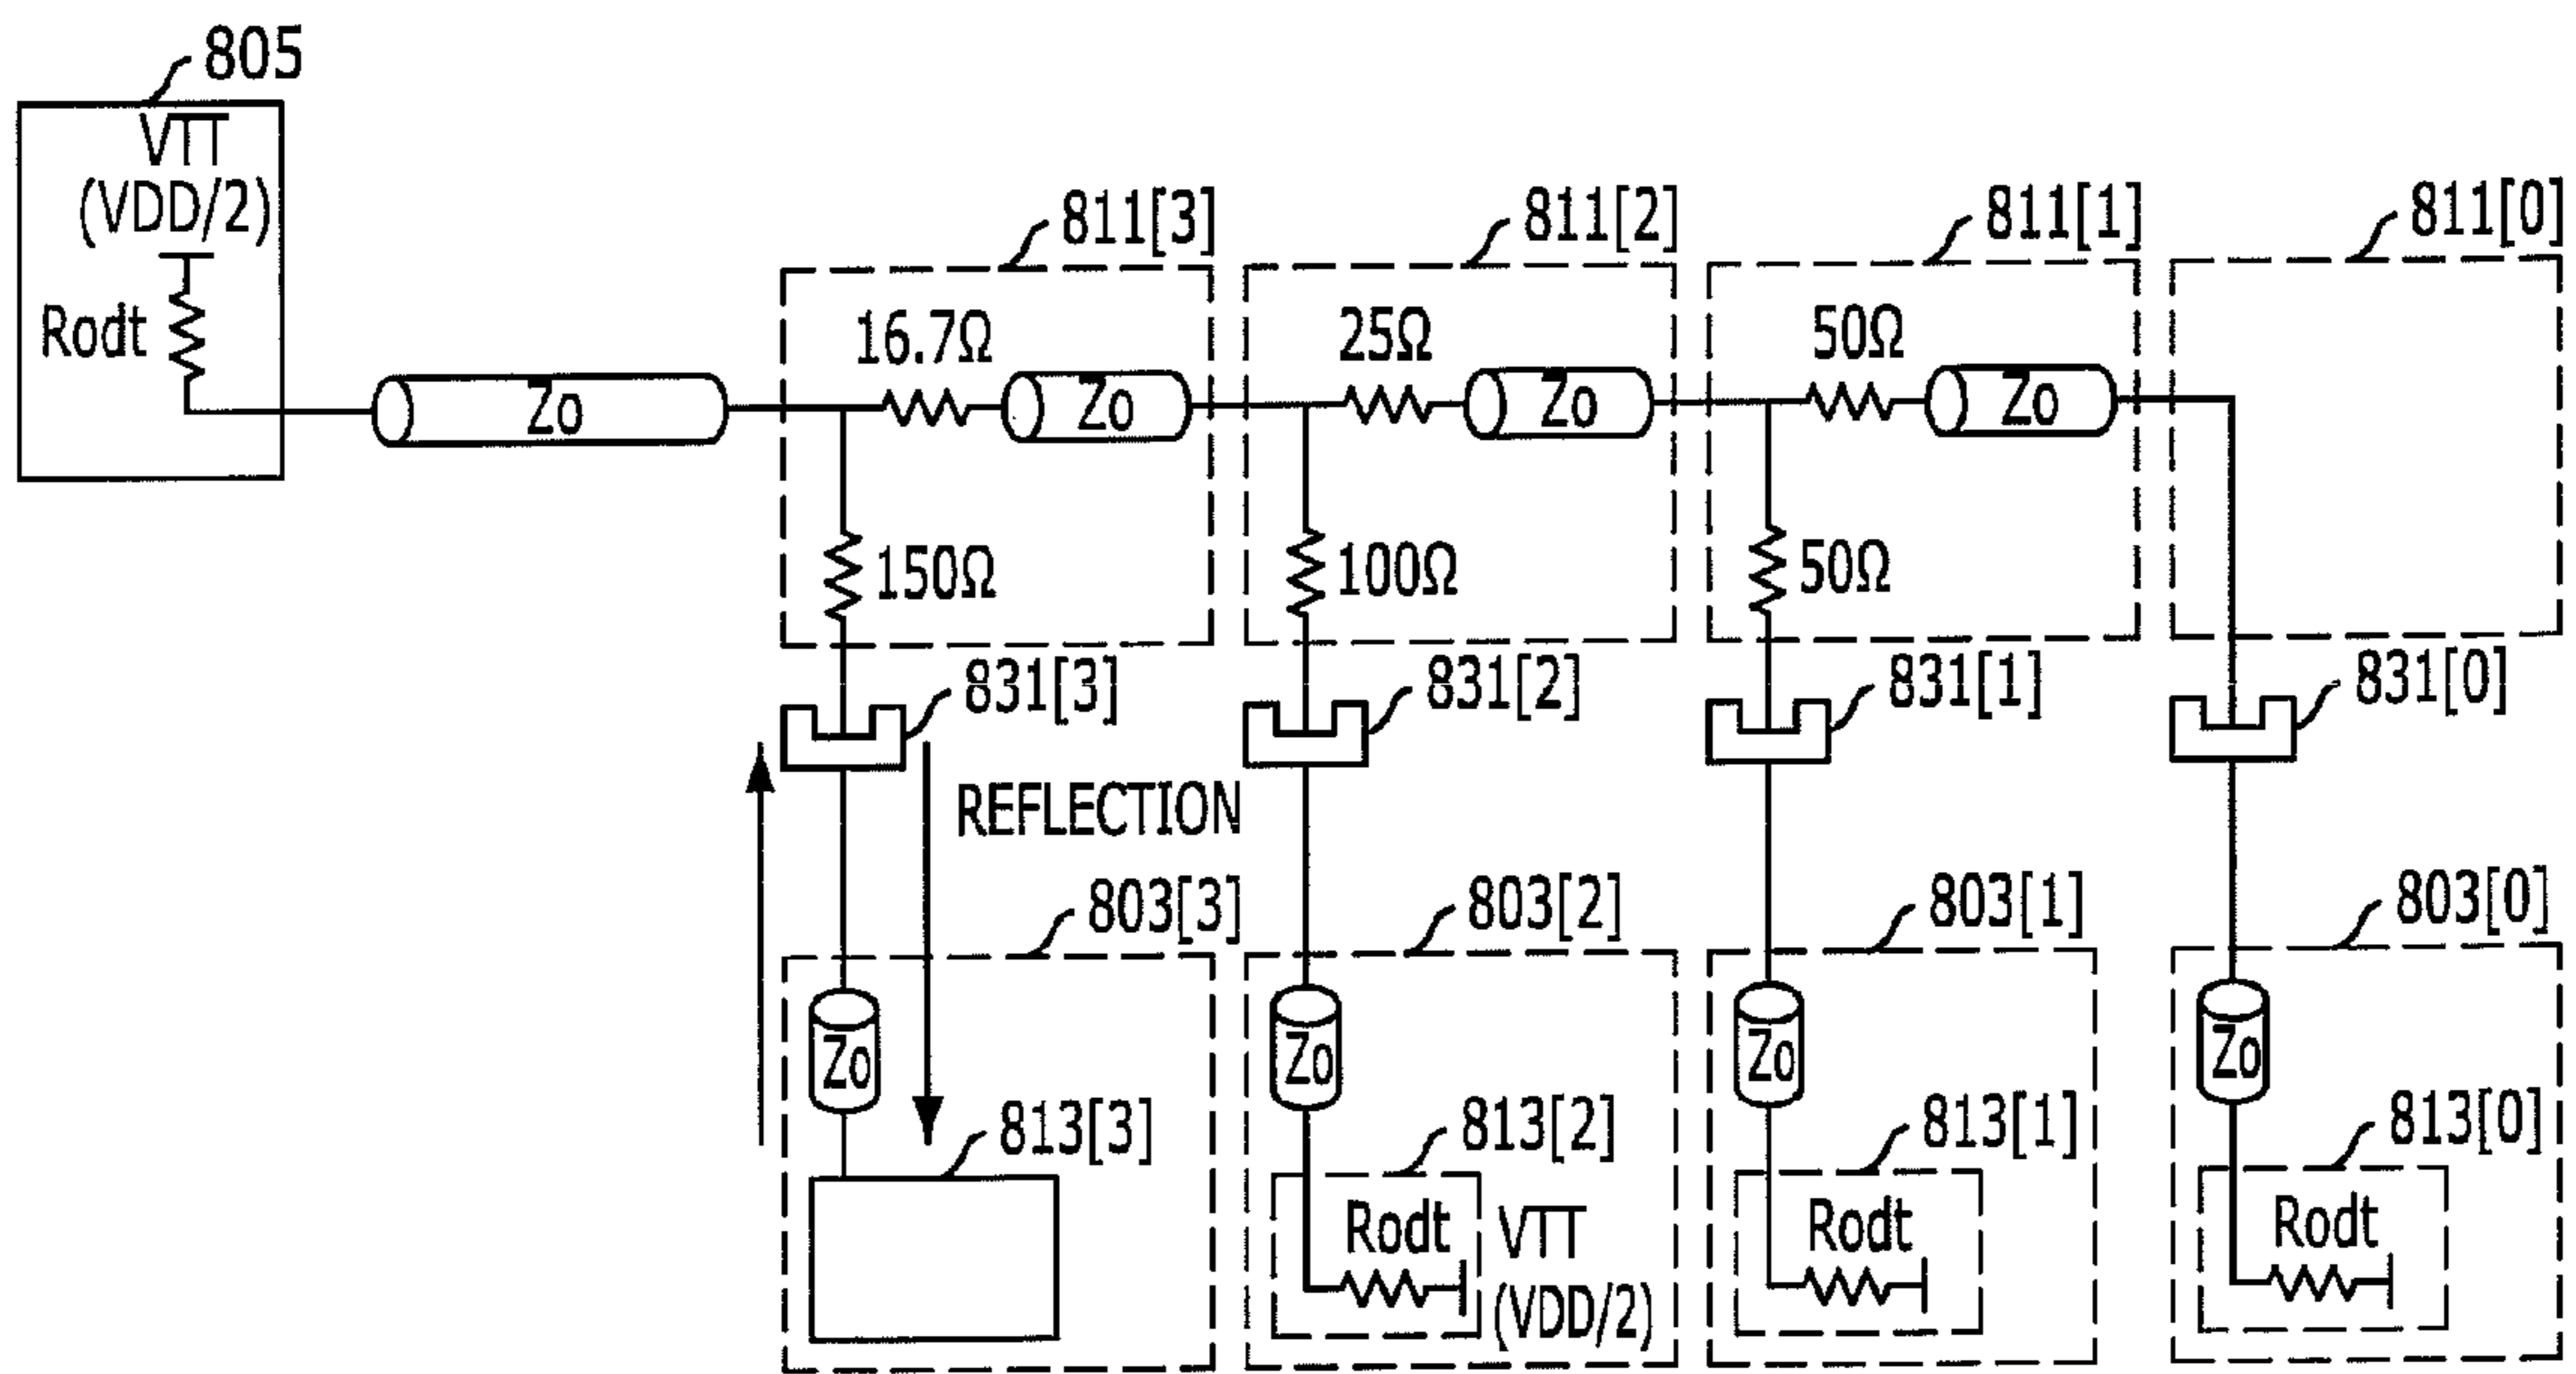 805
VTT
(VDD/2)
Rodt
Zo
811[3]
16.7Ω
Zo
150Ω
811[2]
25Ω
Zo
100Ω
811[1]
50Ω
Zo
50Ω
811[0]
831[3]
831[2]
831[1]
831[0]
REFLECTION
803[3]
Zo
813[3]
803[2]
Zo
813[2]
Rodt
VTT
(VDD/2)
803[1]
Zo
813[1]
Rodt
803[0]
Zo
813[0]
Rodt